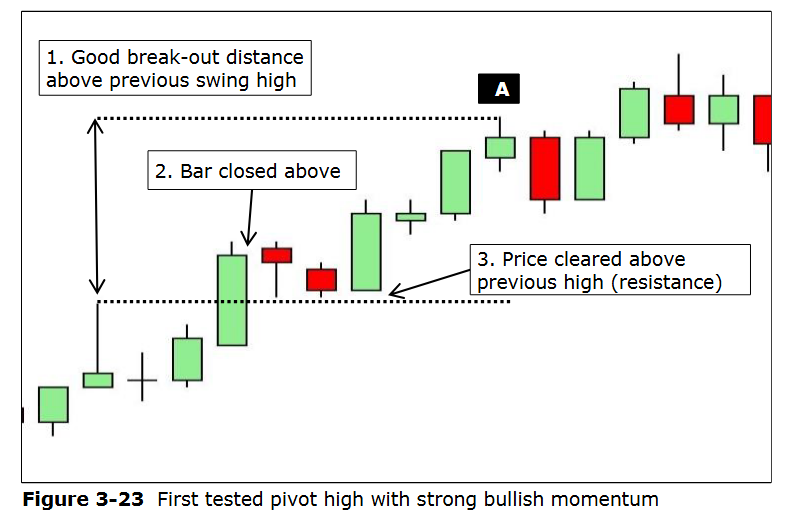 1. Good break-out distance
above previous swing high
A
2. Bar closed above
3. Price cleared above
previous high (resistance)
Figure 3-23  First tested pivot high with strong bullish momentum